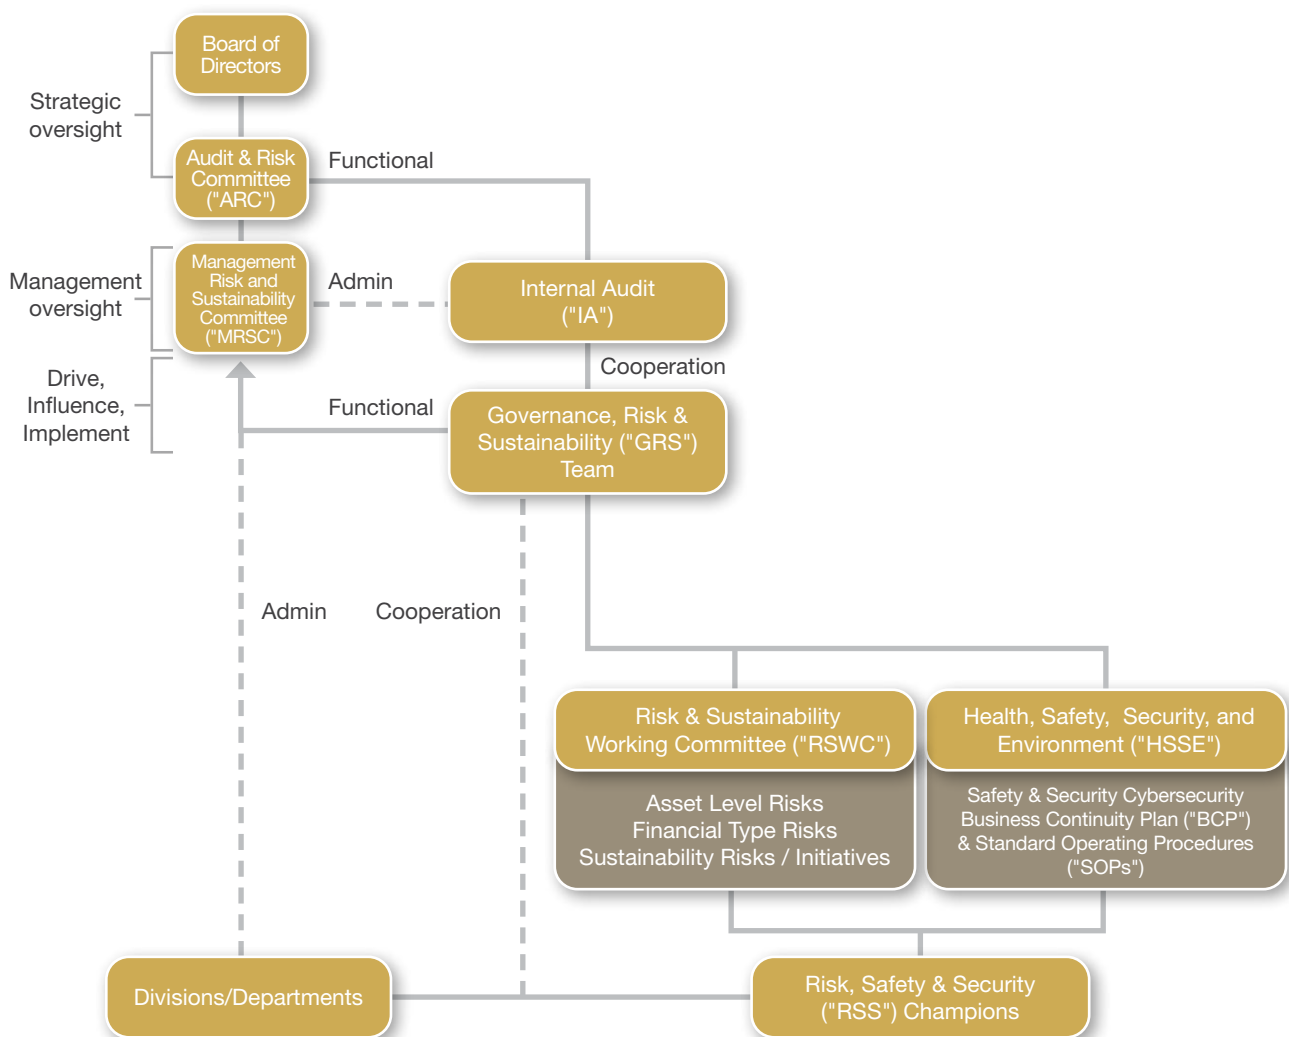 Board of
Directors
Strategic
oversight
Audit & Risk
Committee
("ARC")
Functional
Management
oversight
Management
Risk and
Sustainability
Committee
("MRSC")
Admin
Internal Audit
("IA")
Cooperation
Drive,
Influence,
Implement
Functional
Governance, Risk &
Sustainability ("GRS")
Team
Admin
Cooperation
Risk & Sustainability
Working Committee ("RSWC")
Asset Level Risks
Financial Type Risks
Sustainability Risks / Initiatives
Health, Safety, Security, and
Environment ("HSSE")
Safety & Security Cybersecurity
Business Continuity Plan ("BCP")
& Standard Operating Procedures
("SOPs")
Divisions/Departments
Risk, Safety & Security
("RSS") Champions